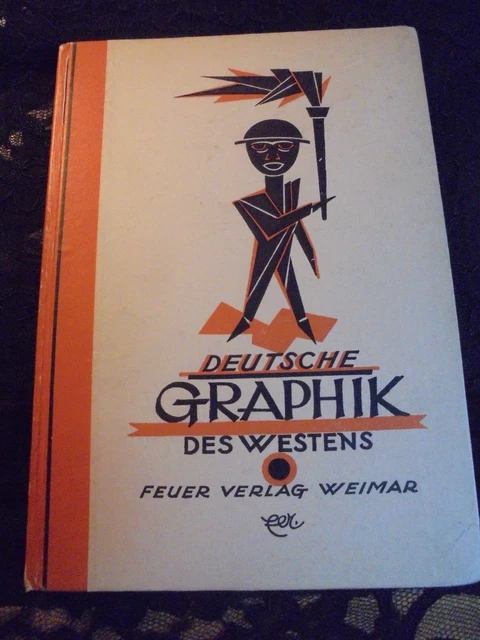 DEUTSCHE
GRAPHIK
DES WESTENS
FEUER VERLAG WEIMAR